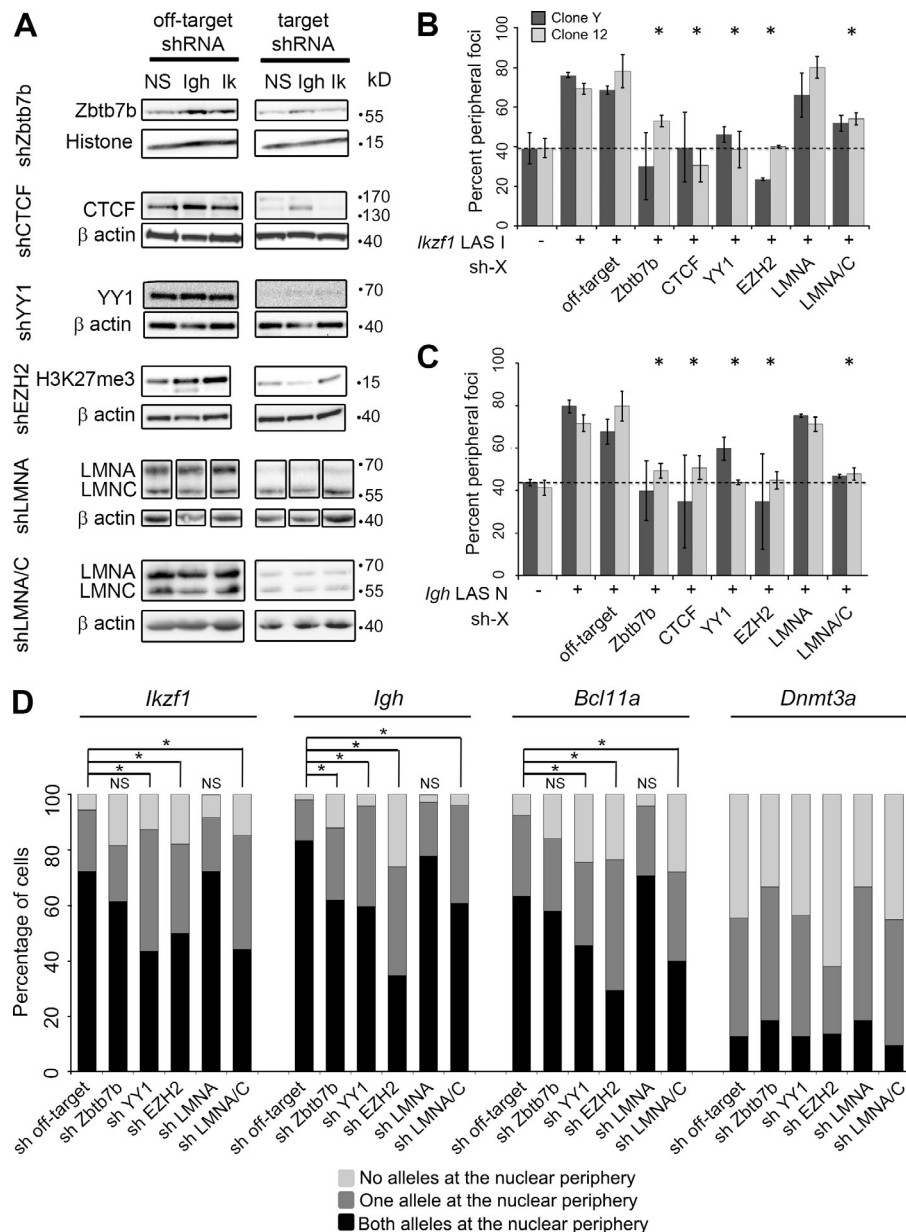 A
off-target shRNA
target shRNA
NS Igh Ik
NS Igh Ik
kD
shZbtb7b
Zbtb7b
•55
Histone
•15
shCTCF
CTCF
•170
•130
β actin
•40
shYY1
YY1
•70
β actin
•40
shEZH2
H3K27me3
•15
β actin
•40
shLMNA
LMNA
•70
LMNC
•55
β actin
•40
shLMNA/C
LMNA
•70
LMNC
•55
β actin
•40
B
Clone Y
Clone 12
* * * * *
Percent peripheral foci
100
80
60
40
20
0
Ikzf1 LAS I - + + + + + + + +
sh-X
off-target
Zbtb7b
CTCF
YY1
EZH2
LMNA
LMNA/C
C
* * * * *
Percent peripheral foci
100
80
60
40
20
0
Igh LAS N - + + + + + + + +
sh-X
off-target
Zbtb7b
CTCF
YY1
EZH2
LMNA
LMNA/C
D
Ikzf1
Igh
Bcl11a
Dnmt3a
*
*
NS * NS
*
*
*
* NS
*
*
NS * NS
Percentage of cells
100
80
60
40
20
0
sh off-target
sh Zbtb7b
sh YY1
sh EZH2
sh LMNA
sh LMNA/C
sh off-target
sh Zbtb7b
sh YY1
sh EZH2
sh LMNA
sh LMNA/C
sh off-target
sh Zbtb7b
sh YY1
sh EZH2
sh LMNA
sh LMNA/C
sh off-target
sh Zbtb7b
sh YY1
sh EZH2
sh LMNA
sh LMNA/C
No alleles at the nuclear periphery
One allele at the nuclear periphery
Both alleles at the nuclear periphery